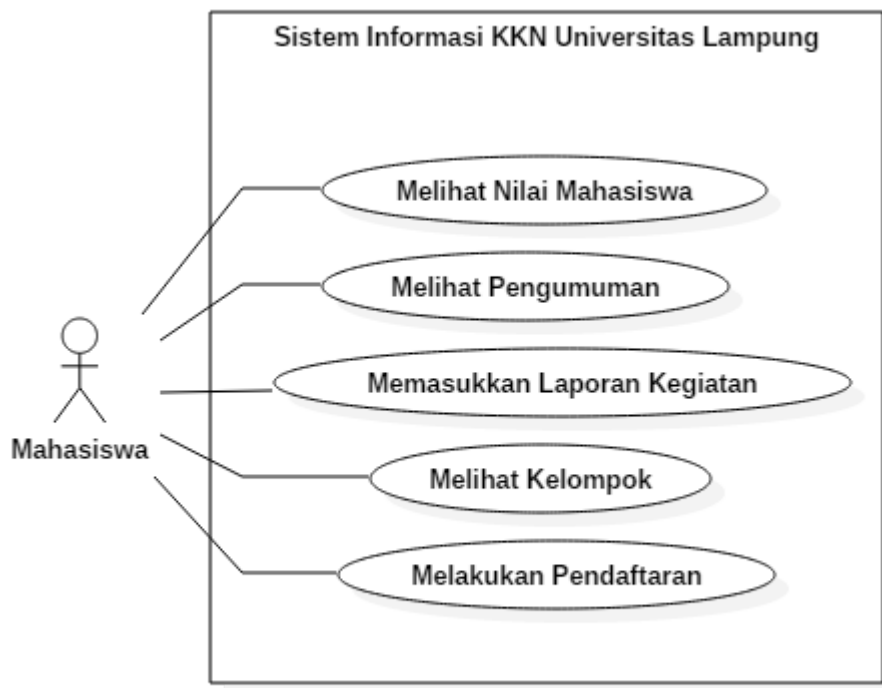 Sistem Informasi KKN Universitas Lampung
Melihat Nilai Mahasiswa
Melihat Pengumuman
Memasukkan Laporan Kegiatan
Mahasiswa
Melihat Kelompok
Melakukan Pendaftaran